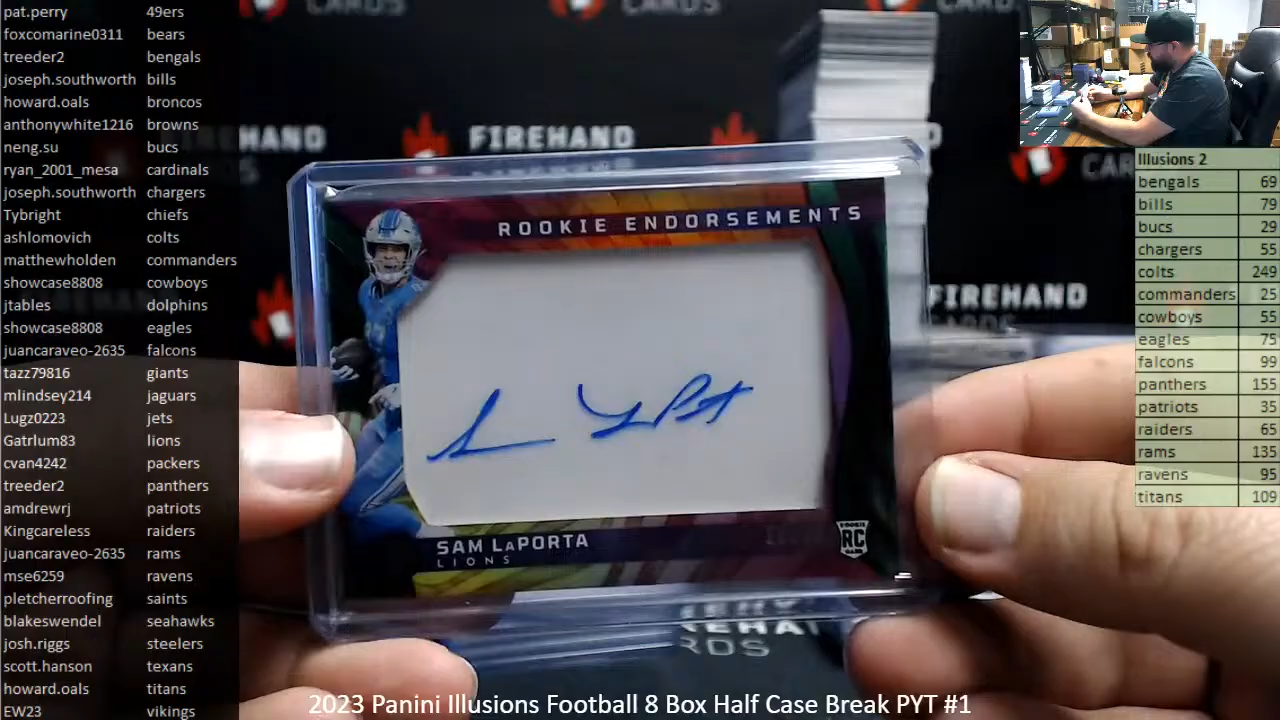 pat.perry 49ers
foxcomarine0311 bears
treeder2 bengals
joseph.southworth bills
howard.oals broncos
anthonywhite1216 browns
neng.su bucs
ryan_2001_mesa cardinals
joseph.southworth chargers
Tybright chiefs
ashlomovich colts
matthewholden commanders
showcase8808 cowboys
jtables dolphins
showcase8808 eagles
juancaraveo-2635 falcons
tazz79816 giants
mlindsey214 jaguars
Lugz0223 jets
Gatrlum83 lions
cvan4242 packers
treeder2 panthers
amdrewrj patriots
Kingcareless raiders
juancaraveo-2635 rams
mse6259 ravens
pletcherroofing saints
blakeswendel seahawks
josh.riggs steelers
scott.hanson texans
howard.oals titans
EW23 vikings
CARDS
FIREHAND
FIREHAND
ROOKIE ENDORSEMENTS
SAM LAPORTA
LIONS
ROOKIE
RC
Illusions 2
bengals 69
bills 79
bucs 29
chargers 55
colts 249
commanders 25
cowboys 55
eagles 75
falcons 99
panthers 155
patriots 35
raiders 65
rams 135
ravens 95
titans 109
2023 Panini Illusions Football 8 Box Half Case Break PYT #1